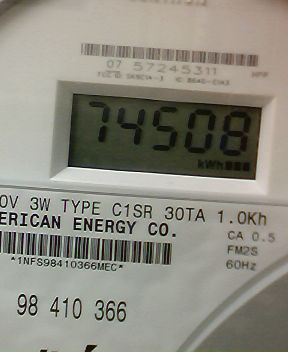 07 57245311
74508
kWh
0V 3W TYPE C1SR 30TA 1.0Kh
ERICAN ENERGY CO.
CA 0.5
FM2S
60Hz
*1NFS98410366MEC*
98 410 366